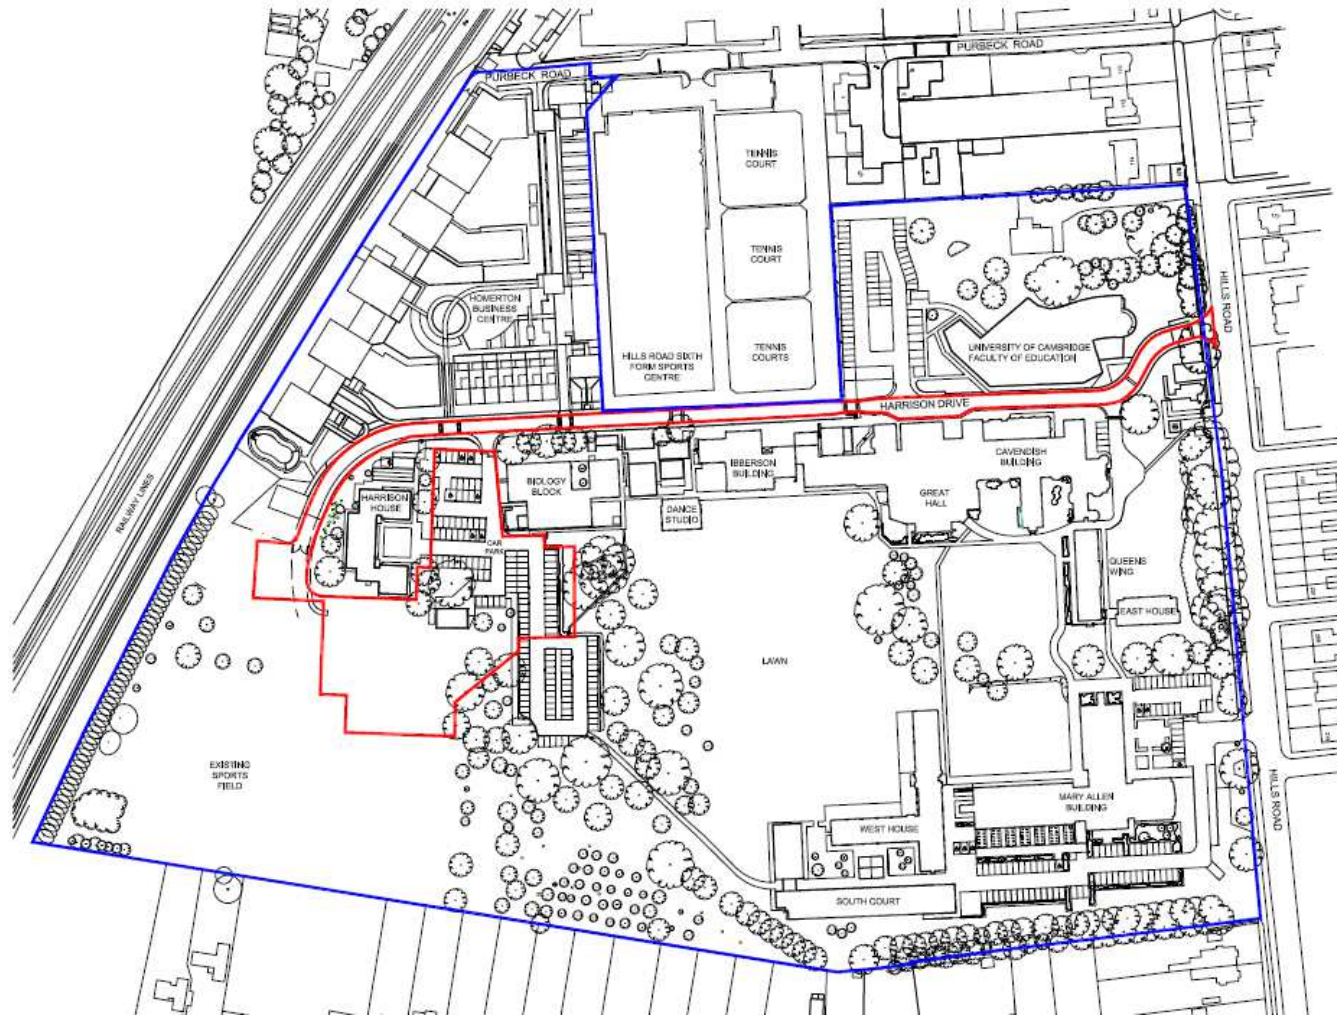 PURBECK ROAD
PURBECK ROAD
TENNIS
COURT
TENNIS
COURT
TENNIS
COURTS
HOMERTON
BUSINESS
CENTRE
HILLS ROAD SIXTH
FORM SPORTS
CENTRE
UNIVERSITY OF CAMBRIDGE
FACULTY OF EDUCATION
HILLS ROAD
HARRISON DRIVE
RAILWAY LINES
HARRISON
HOUSE
CAR
PARK
BIOLOGY
BLOCK
IBBERSON
BUILDING
DANCE
STUDIO
GREAT
HALL
CAVENDISH
BUILDING
QUEENS
WING
EAST HOUSE
LAWN
EXISTING
SPORTS
FIELD
MARY ALLEN
BUILDING
WEST HOUSE
SOUTH COURT
HILLS ROAD